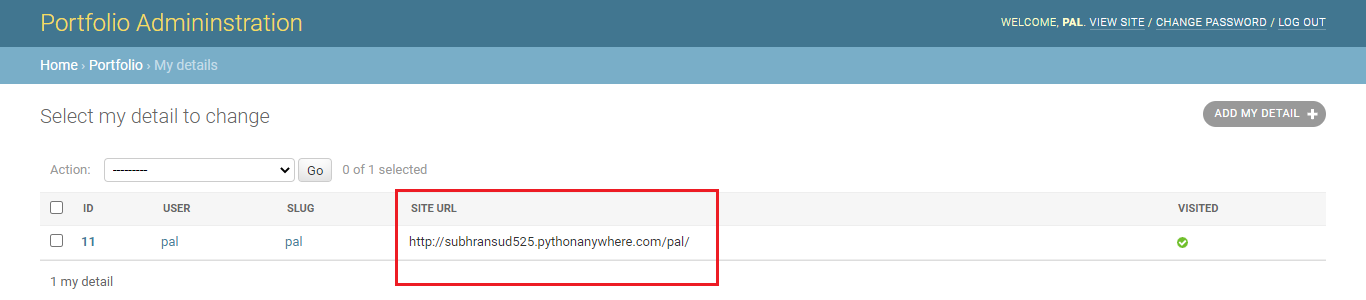 Portfolio Admininstration
WELCOME, PAL. VIEW SITE / CHANGE PASSWORD / LOG OUT
Home › Portfolio › My details
Select my detail to change
ADD MY DETAIL +
Action: --------- Go 0 of 1 selected
ID USER SLUG SITE URL VISITED
11 pal pal http://subhransud525.pythonanywhere.com/pal/
1 my detail